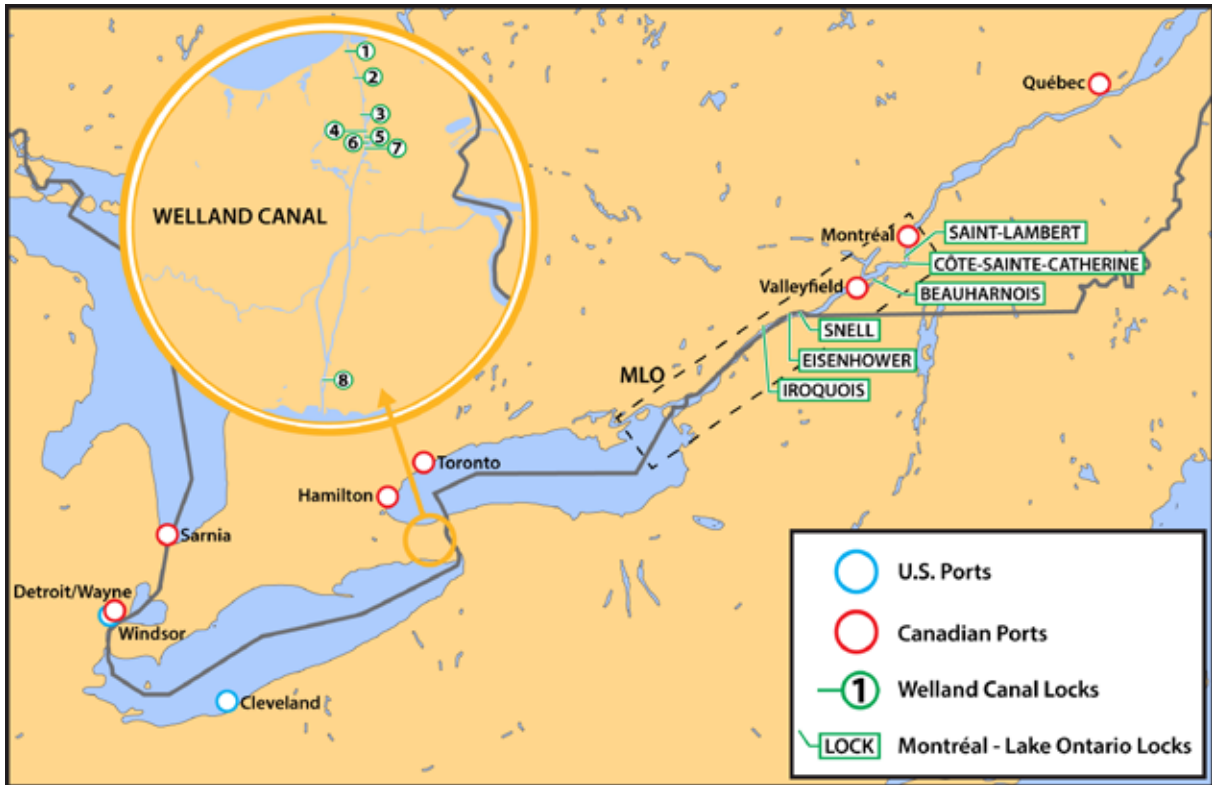 1
2
3
4
5
6
7
WELLAND CANAL
8
Québec
Montréal
SAINT-LAMBERT
CÔTE-SAINTE-CATHERINE
Valleyfield
BEAUHARNOIS
SNELL
EISENHOWER
MLO
IROQUOIS
Toronto
Hamilton
Sarnia
Detroit/Wayne
Windsor
Cleveland
U.S. Ports
Canadian Ports
1 Welland Canal Locks
LOCK Montréal - Lake Ontario Locks